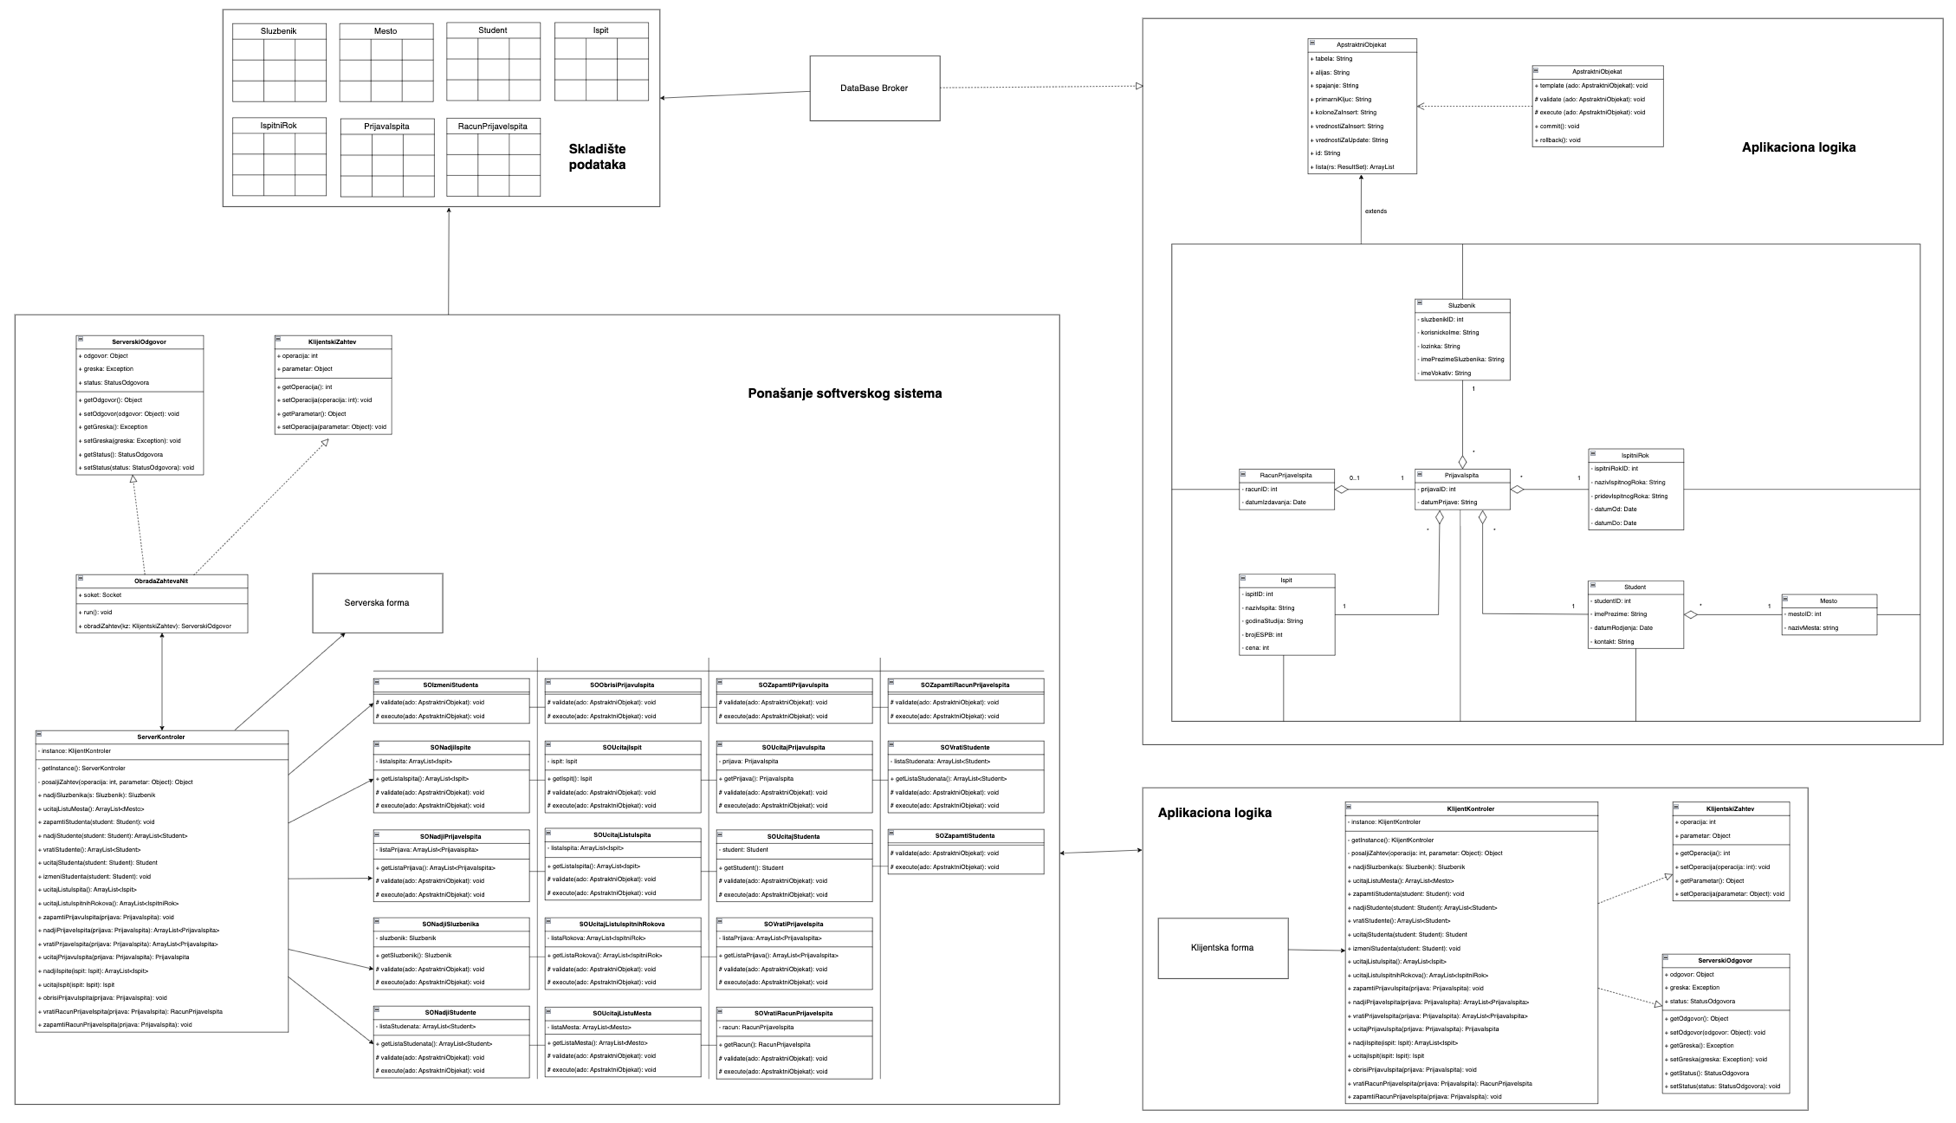 Sluzbenik
Mesto
Student
Ispit
IspitniRok
PrijavaIspita
RacunPrijaveIspita
Skladište
podataka
DataBase Broker
Aplikaciona logika
ApstraktniObjekat
+ tabela: String
+ alijas: String
+ spajanje: String
+ primarniKljuc: String
+ koloneZaInsert: String
+ vrednostiZaInsert: String
+ vrednostiZaUpdate: String
+ id: String
+ lista(rs: ResultSet): ArrayList
ApstraktniObjekat
+ template (ado: ApstraktniObjekat): void
# validate (ado: ApstraktniObjekat): void
# execute (ado: ApstraktniObjekat): void
+ commit(): void
+ rollback(): void
extends
Sluzbenik
- sluzbenikID: int
- korisnickoIme: String
- lozinka: String
- imePrezimeSluzbenika: String
- imeVokativ: String
1
*
RacunPrijaveIspita
- racunID: int
- datumIzdavanja: Date
0..1
1
PrijavaIspita
- prijavaID: int
- datumPrijave: String
*
1
IspitniRok
- ispitniRokID: int
- nazivIspitnogRoka: String
- pridevIspitnogRoka: String
- datumOd: Date
- datumDo: Date
*
*
Ispit
- ispitID: int
- nazivIspita: String
- godinaStudija: String
- brojESPB: int
- cena: int
1
1
Student
- studentID: int
- imePrezime: String
- datumRodjenja: Date
- kontakt: String
*
1
Mesto
- mestoID: int
- nazivMesta: string
Ponašanje softverskog sistema
ServerskiOdgovor
+ odgovor: Object
+ greska: Exception
+ status: StatusOdgovora
+ getOdgovor(): Object
+ setOdgovor(odgovor: Object): void
+ getGreska(): Exception
+ setGreska(greska: Exception): void
+ getStatus(): StatusOdgovora
+ setStatus(status: StatusOdgovora): void
KlijentskiZahtev
+ operacija: int
+ parametar: Object
+ getOperacija(): int
+ setOperacija(operacija: int): void
+ getParametar(): Object
+ setOperacija(parametar: Object): void
ObradaZahtevaNit
+ soket: Socket
+ run(): void
+ obradiZahtev(kz: KlijentskiZahtev): ServerskiOdgovor
Serverska forma
ServerKontroler
- instance: KlijentKontroler
- getInstance(): ServerKontroler
- posaljiZahtev(operacija: int, parametar: Object): Object
+ nadjiSluzbenika(s: Sluzbenik): Sluzbenik
+ ucitajListuMesta(): ArrayList<Mesto>
+ zapamtiStudenta(student: Student): void
+ nadjiStudente(student: Student): ArrayList<Student>
+ vratiStudente(): ArrayList<Student>
+ ucitajStudenta(student: Student): Student
+ izmeniStudenta(student: Student): void
+ ucitajListuIspita(): ArrayList<Ispit>
+ ucitajListuIspitnihRokova(): ArrayList<IspitniRok>
+ zapamtiPrijavuIspita(prijava: PrijavaIspita): void
+ nadjiPrijaveIspita(prijava: PrijavaIspita): ArrayList<PrijavaIspita>
+ vratiPrijaveIspita(prijava: PrijavaIspita): ArrayList<PrijavaIspita>
+ ucitajPrijavuIspita(prijava: PrijavaIspita): PrijavaIspita
+ nadjiIspite(ispit: Ispit): ArrayList<Ispit>
+ ucitajIspit(ispit: Ispit): Ispit
+ obrisiPrijavuIspita(prijava: PrijavaIspita): void
+ vratiRacunPrijaveIspita(prijava: PrijavaIspita): RacunPrijaveIspita
+ zapamtiRacunPrijaveIspita(prijava: PrijavaIspita): void
SOIzmeniStudenta
# validate(ado: ApstraktniObjekat): void
# execute(ado: ApstraktniObjekat): void
SOObrisiPrijavuIspita
# validate(ado: ApstraktniObjekat): void
# execute(ado: ApstraktniObjekat): void
SOZapamtiPrijavuIspita
# validate(ado: ApstraktniObjekat): void
# execute(ado: ApstraktniObjekat): void
SOZapamtiRacunPrijaveIspita
# validate(ado: ApstraktniObjekat): void
# execute(ado: ApstraktniObjekat): void
SONadjiIspite
- listaIspita: ArrayList<Ispit>
+ getListaIspita(): ArrayList<Ispit>
# validate(ado: ApstraktniObjekat): void
# execute(ado: ApstraktniObjekat): void
SOUcitajIspit
- ispit: Ispit
+ getIspit(): Ispit
# validate(ado: ApstraktniObjekat): void
# execute(ado: ApstraktniObjekat): void
SOUcitajPrijavuIspita
- prijava: PrijavaIspita
+ getPrijava(): PrijavaIspita
# validate(ado: ApstraktniObjekat): void
# execute(ado: ApstraktniObjekat): void
SOVratiStudente
- listaStudenata: ArrayList<Student>
+ getListaStudenata(): ArrayList<Student>
# validate(ado: ApstraktniObjekat): void
# execute(ado: ApstraktniObjekat): void
SONadjiPrijaveIspita
- listaPrijava: ArrayList<Prijavaispita>
+ getListaPrijava(): ArrayList<PrijavaIspita>
# validate(ado: ApstraktniObjekat): void
# execute(ado: ApstraktniObjekat): void
SOUcitajListuIspita
- listaIspita: ArrayList<Ispit>
+ getListaIspita(): ArrayList<Ispit>
# validate(ado: ApstraktniObjekat): void
# execute(ado: ApstraktniObjekat): void
SOUcitajStudenta
- student: Student
+ getStudent(): Student
# validate(ado: ApstraktniObjekat): void
# execute(ado: ApstraktniObjekat): void
SOZapamtiStudenta
# validate(ado: ApstraktniObjekat): void
# execute(ado: ApstraktniObjekat): void
SONadjiSluzbenika
- sluzbenik: Sluzbenik
+ getSluzbenik(): Sluzbenik
# validate(ado: ApstraktniObjekat): void
# execute(ado: ApstraktniObjekat): void
SOUcitajListuIspitnihRokova
- listaRokova: ArrayList<IspitniRok>
+ getListaRokova(): ArrayList<IspitniRok>
# validate(ado: ApstraktniObjekat): void
# execute(ado: ApstraktniObjekat): void
SOVratiPrijaveIspita
- listaPrijava: ArrayList<PrijavaIspita>
+ getListaPrijava(): ArrayList<PrijavaIspita>
# validate(ado: ApstraktniObjekat): void
# execute(ado: ApstraktniObjekat): void
SONadjiStudente
- listaStudenata: ArrayList<Student>
+ getListaStudenata(): ArrayList<Student>
# validate(ado: ApstraktniObjekat): void
# execute(ado: ApstraktniObjekat): void
SOUcitajListuMesta
- listaMesta: ArrayList<Mesto>
+ getListaMesta(): ArrayList<Mesto>
# validate(ado: ApstraktniObjekat): void
# execute(ado: ApstraktniObjekat): void
SOVratiRacunPrijaveIspita
- racun: RacunPrijaveIspita
+ getRacun(): RacunPrijaveIspita
# validate(ado: ApstraktniObjekat): void
# execute(ado: ApstraktniObjekat): void
Aplikaciona logika
Klijentska forma
KlijentKontroler
- instance: KlijentKontroler
- getInstance(): KlijentKontroler
- posaljiZahtev(operacija: int, parametar: Object): Object
+ nadjiSluzbenika(s: Sluzbenik): Sluzbenik
+ ucitajListuMesta(): ArrayList<Mesto>
+ zapamtiStudenta(student: Student): void
+ nadjiStudente(student: Student): ArrayList<Student>
+ vratiStudente(): ArrayList<Student>
+ ucitajStudenta(student: Student): Student
+ izmeniStudenta(student: Student): void
+ ucitajListuIspita(): ArrayList<Ispit>
+ ucitajListuIspitnihRokova(): ArrayList<IspitniRok>
+ zapamtiPrijavuIspita(prijava: PrijavaIspita): void
+ nadjiPrijaveIspita(prijava: PrijavaIspita): ArrayList<PrijavaIspita>
+ vratiPrijaveIspita(prijava: PrijavaIspita): ArrayList<PrijavaIspita>
+ ucitajPrijavuIspita(prijava: PrijavaIspita): PrijavaIspita
+ nadjiIspite(ispit: Ispit): ArrayList<Ispit>
+ ucitajIspit(ispit: Ispit): Ispit
+ obrisiPrijavuIspita(prijava: PrijavaIspita): void
+ vratiRacunPrijaveIspita(prijava: PrijavaIspita): RacunPrijaveIspita
+ zapamtiRacunPrijaveIspita(prijava: PrijavaIspita): void
KlijentskiZahtev
+ operacija: int
+ parametar: Object
+ getOperacija(): int
+ setOperacija(operacija: int): void
+ getParametar(): Object
+ setOperacija(parametar: Object): void
ServerskiOdgovor
+ odgovor: Object
+ greska: Exception
+ status: StatusOdgovora
+ getOdgovor(): Object
+ setOdgovor(odgovor: Object): void
+ getGreska(): Exception
+ setGreska(greska: Exception): void
+ getStatus(): StatusOdgovora
+ setStatus(status: StatusOdgovora): void